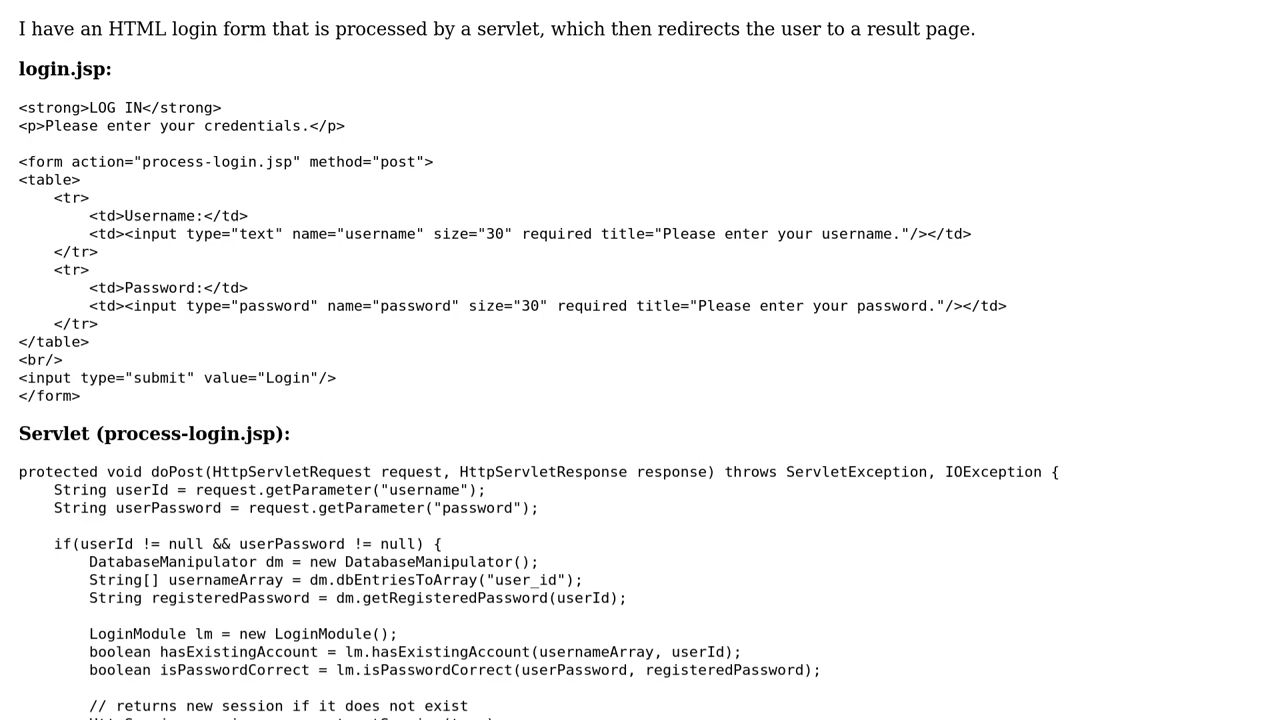 I have an HTML login form that is processed by a servlet, which then redirects the user to a result page.
login.jsp:
<strong>LOG IN</strong>
<p>Please enter your credentials.</p>
<form action="process-login.jsp" method="post">
<table>
    <tr>
        <td>Username:</td>
        <td><input type="text" name="username" size="30" required title="Please enter your username."/></td>
    </tr>
    <tr>
        <td>Password:</td>
        <td><input type="password" name="password" size="30" required title="Please enter your password."/></td>
    </tr>
</table>
<br/>
<input type="submit" value="Login"/>
</form>
Servlet (process-login.jsp):
protected void doPost(HttpServletRequest request, HttpServletResponse response) throws ServletException, IOException {
    String userId = request.getParameter("username");
    String userPassword = request.getParameter("password");
    if(userId != null && userPassword != null) {
        DatabaseManipulator dm = new DatabaseManipulator();
        String[] usernameArray = dm.dbEntriesToArray("user_id");
        String registeredPassword = dm.getRegisteredPassword(userId);
        LoginModule lm = new LoginModule();
        boolean hasExistingAccount = lm.hasExistingAccount(usernameArray, userId);
        boolean isPasswordCorrect = lm.isPasswordCorrect(userPassword, registeredPassword);
        // returns new session if it does not exist